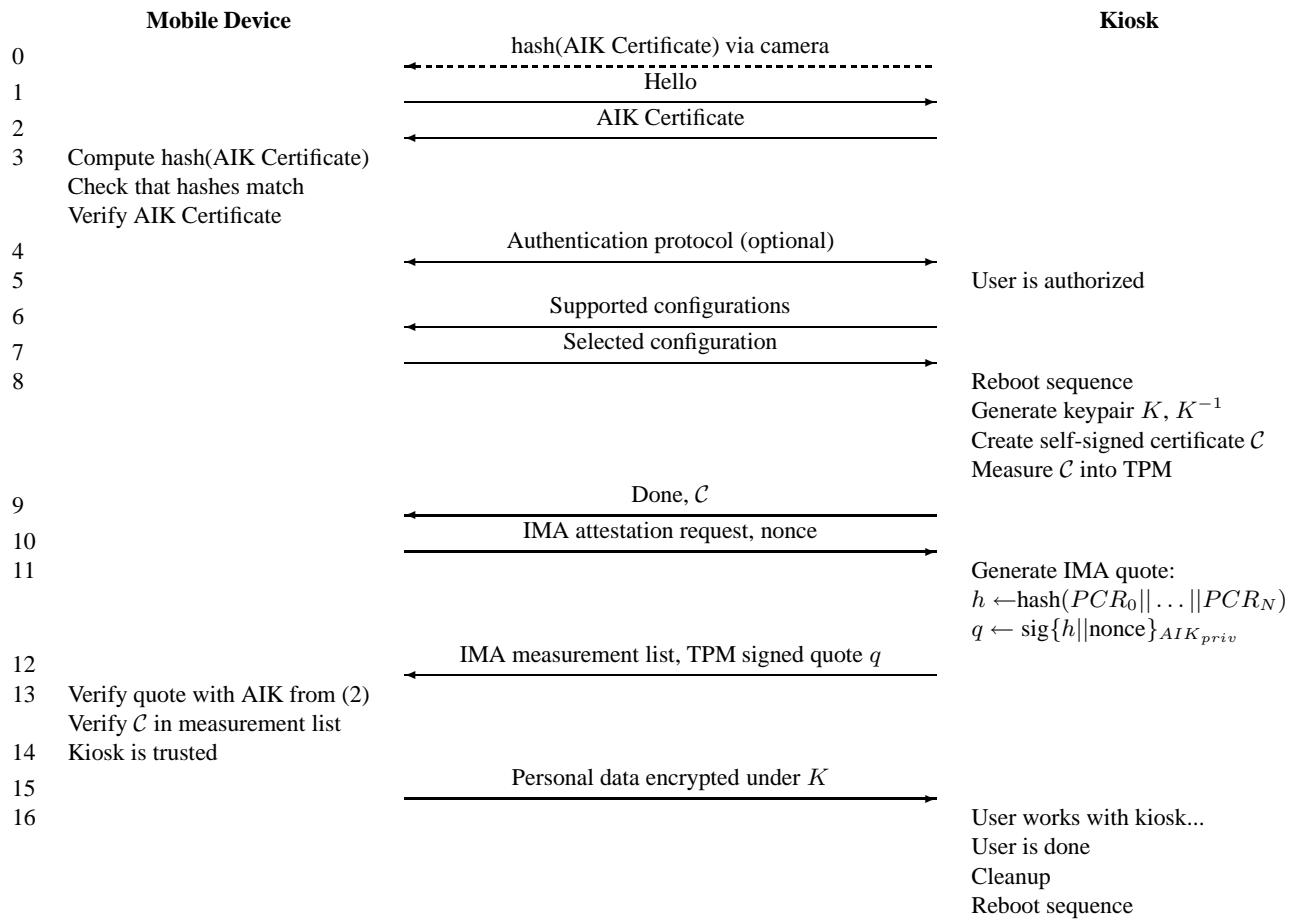 Mobile Device Kiosk
0 hash(AIK Certificate) via camera
1 Hello
2 AIK Certificate
3 Compute hash(AIK Certificate)
Check that hashes match
Verify AIK Certificate
4 Authentication protocol (optional)
5 User is authorized
6 Supported configurations
7 Selected configuration
8 Reboot sequence
Generate keypair K, K⁻¹
Create self-signed certificate 𝒞
Measure 𝒞 into TPM
9 Done, 𝒞
10 IMA attestation request, nonce
11 Generate IMA quote:
h ←hash(PCR₀|| . . . ||PCR_N)
q ← sig{h||nonce}_{AIK_{priv}}
12 IMA measurement list, TPM signed quote q
13 Verify quote with AIK from (2)
Verify 𝒞 in measurement list
14 Kiosk is trusted
15 Personal data encrypted under K
16 User works with kiosk...
User is done
Cleanup
Reboot sequence